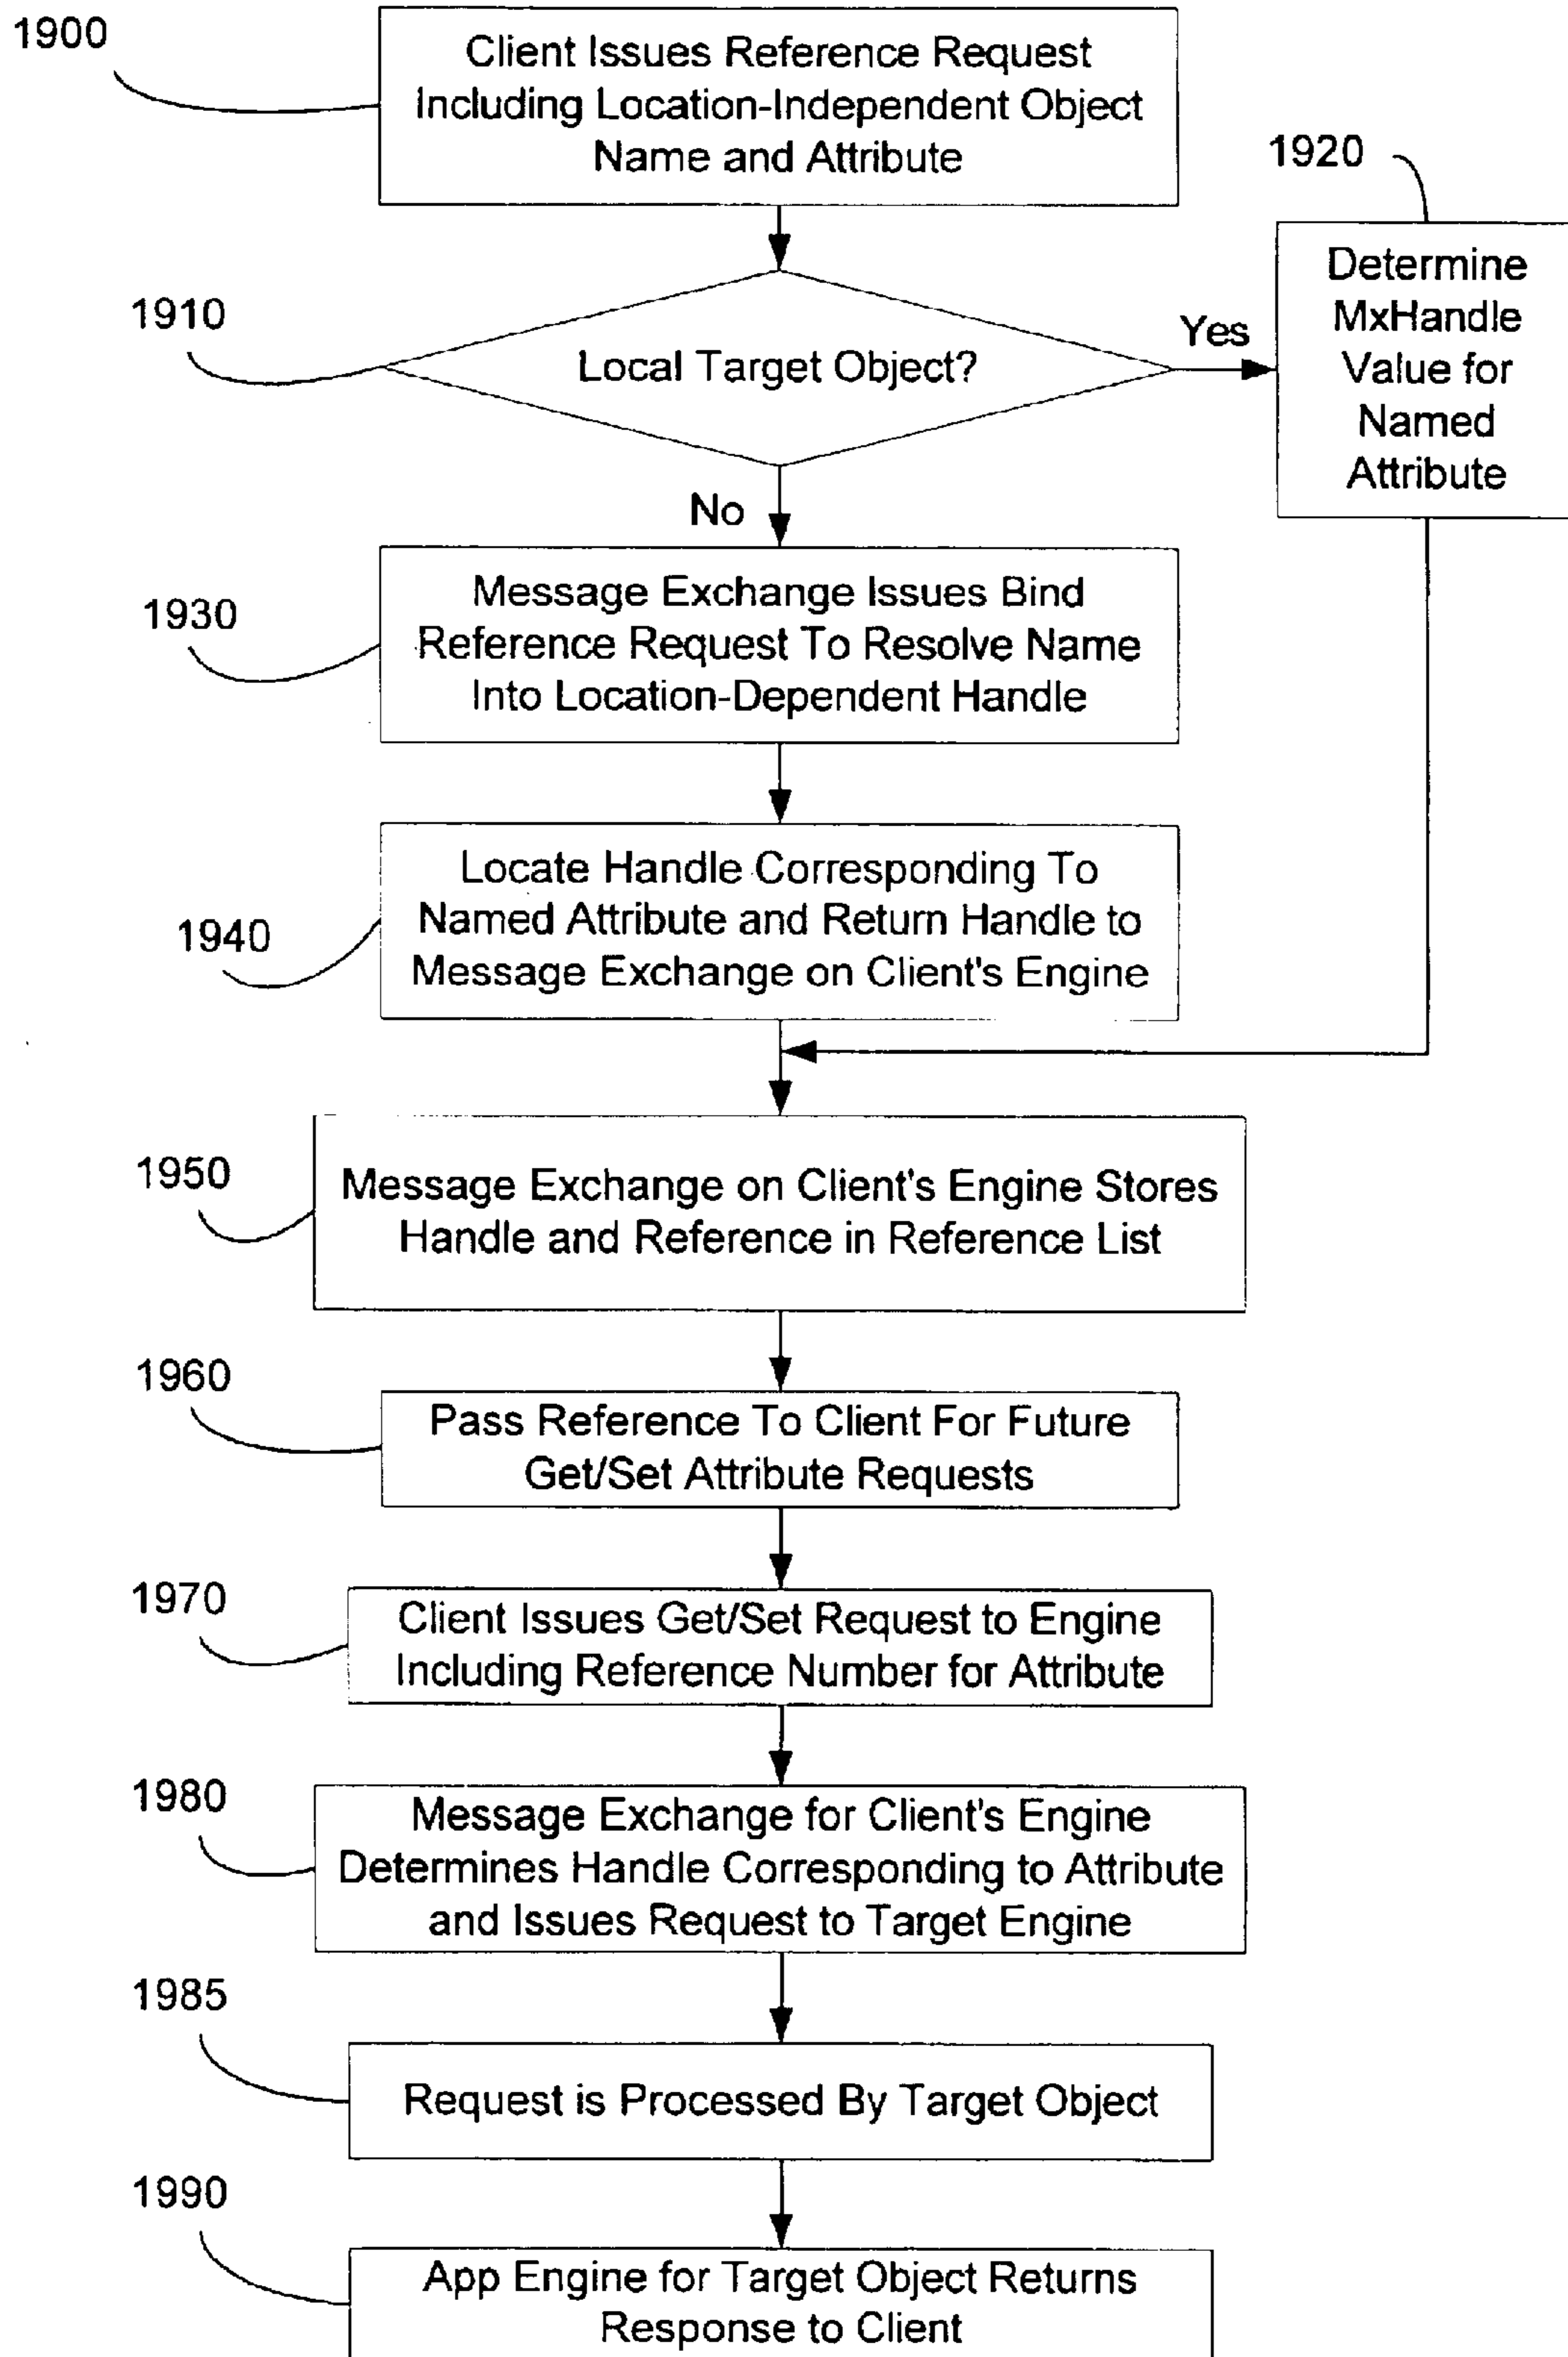 1900
Client Issues Reference Request
Including Location-Independent Object
Name and Attribute
1920
Determine
MxHandle
Value for
Named
Attribute
1910
Local Target Object?
Yes
No
1930
Message Exchange Issues Bind
Reference Request To Resolve Name
Into Location-Dependent Handle
1940
Locate Handle Corresponding To
Named Attribute and Return Handle to
Message Exchange on Client's Engine
1950
Message Exchange on Client's Engine Stores
Handle and Reference in Reference List
1960
Pass Reference To Client For Future
Get/Set Attribute Requests
1970
Client Issues Get/Set Request to Engine
Including Reference Number for Attribute
1980
Message Exchange for Client's Engine
Determines Handle Corresponding to Attribute
and Issues Request to Target Engine
1985
Request is Processed By Target Object
1990
App Engine for Target Object Returns
Response to Client